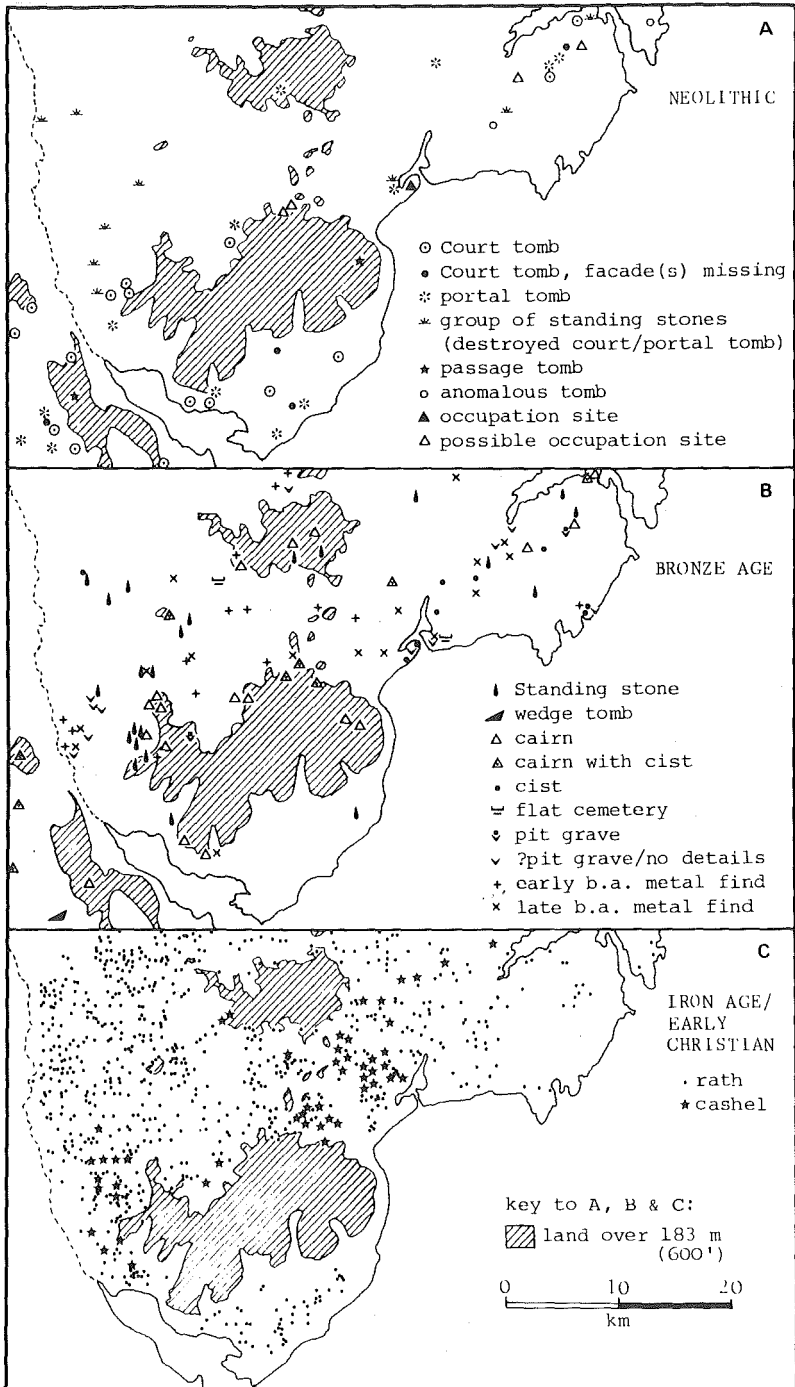 A
NEOLITHIC
Court tomb
Court tomb, facade(s) missing
portal tomb
group of standing stones
(destroyed court/portal tomb)
passage tomb
anomalous tomb
occupation site
possible occupation site
B
BRONZE AGE
Standing stone
wedge tomb
cairn
cairn with cist
cist
flat cemetery
pit grave
?pit grave/no details
early b.a. metal find
late b.a. metal find
C
IRON AGE/
EARLY
CHRISTIAN
rath
cashel
key to A, B & C:
land over 183 m
(600')
0 10 20
km